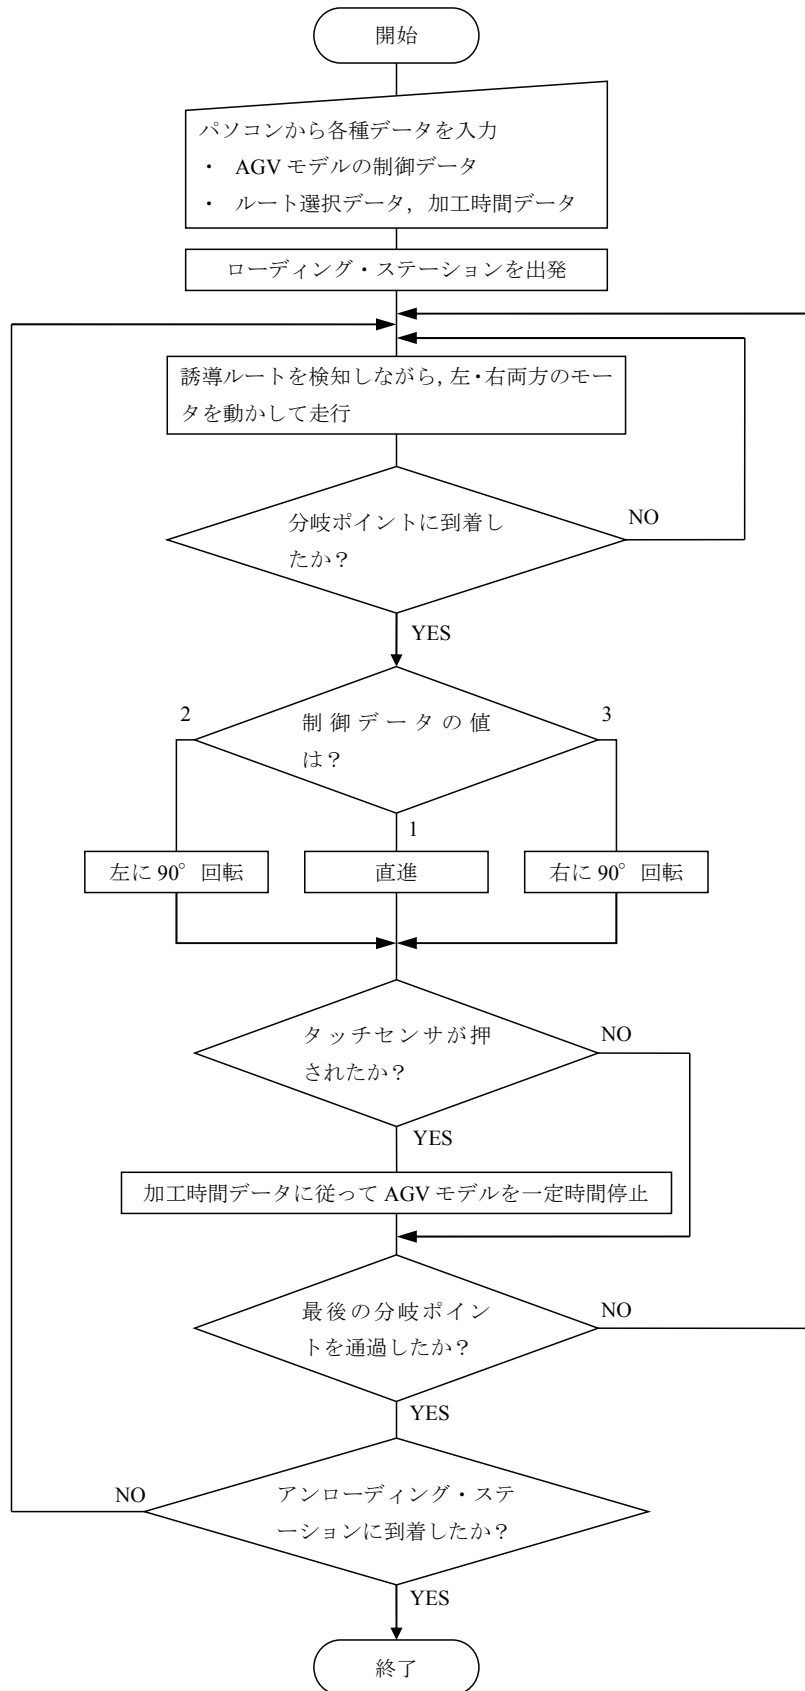 開始
パソコンから各種データを入力
・ AGV モデルの制御データ
・ ルート選択データ，加工時間データ
ローディング・ステーションを出発
誘導ルートを検知しながら，左・右両方のモー
タを動かして走行
分岐ポイントに到着し
たか？
NO
YES
2
制御データの値
は？
3
1
左に 90° 回転
直進
右に 90° 回転
タッチセンサが押
されたか？
NO
YES
加工時間データに従って AGV モデルを一定時間停止
最後の分岐ポイン
トを通過したか？
NO
YES
NO
アンローディング・ステ
ーションに到着したか？
YES
終了